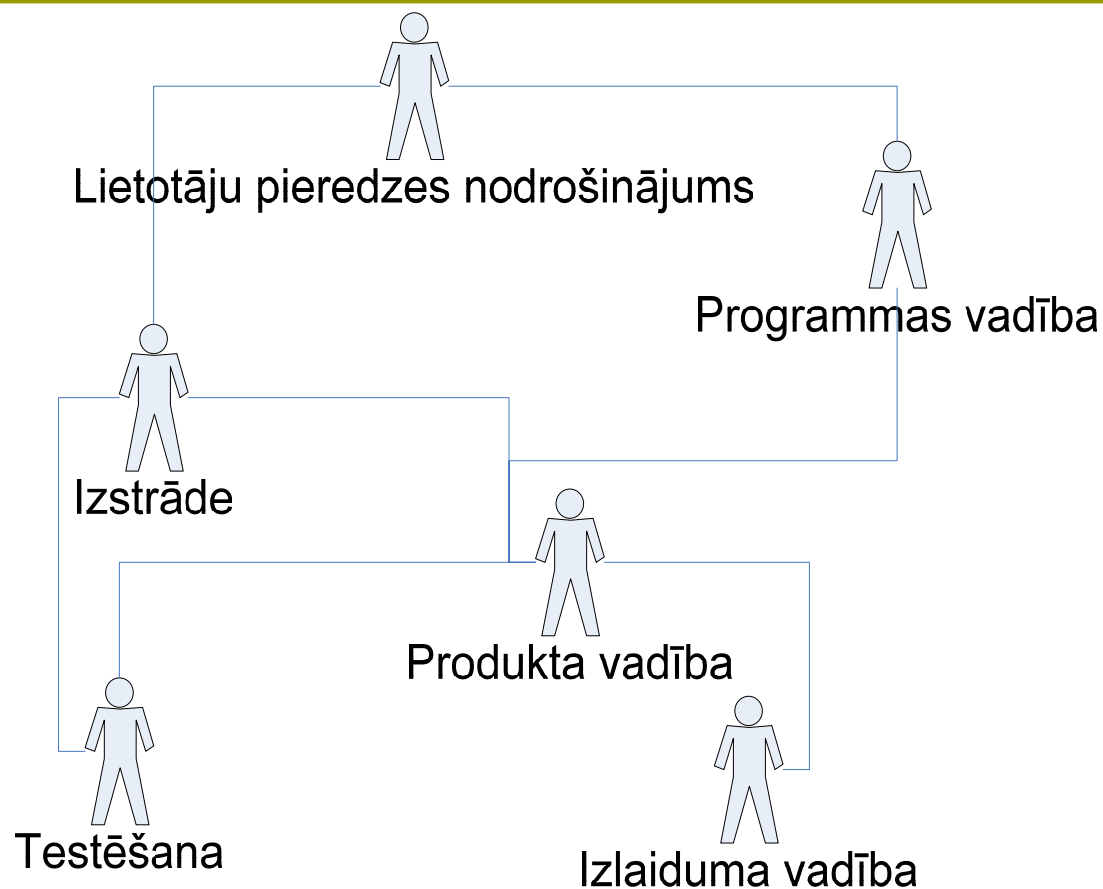 Lietotāju pieredzes nodrošinājums
Programmas vadība
Izstrāde
Produkta vadība
Testēšana
Izlaiduma vadība